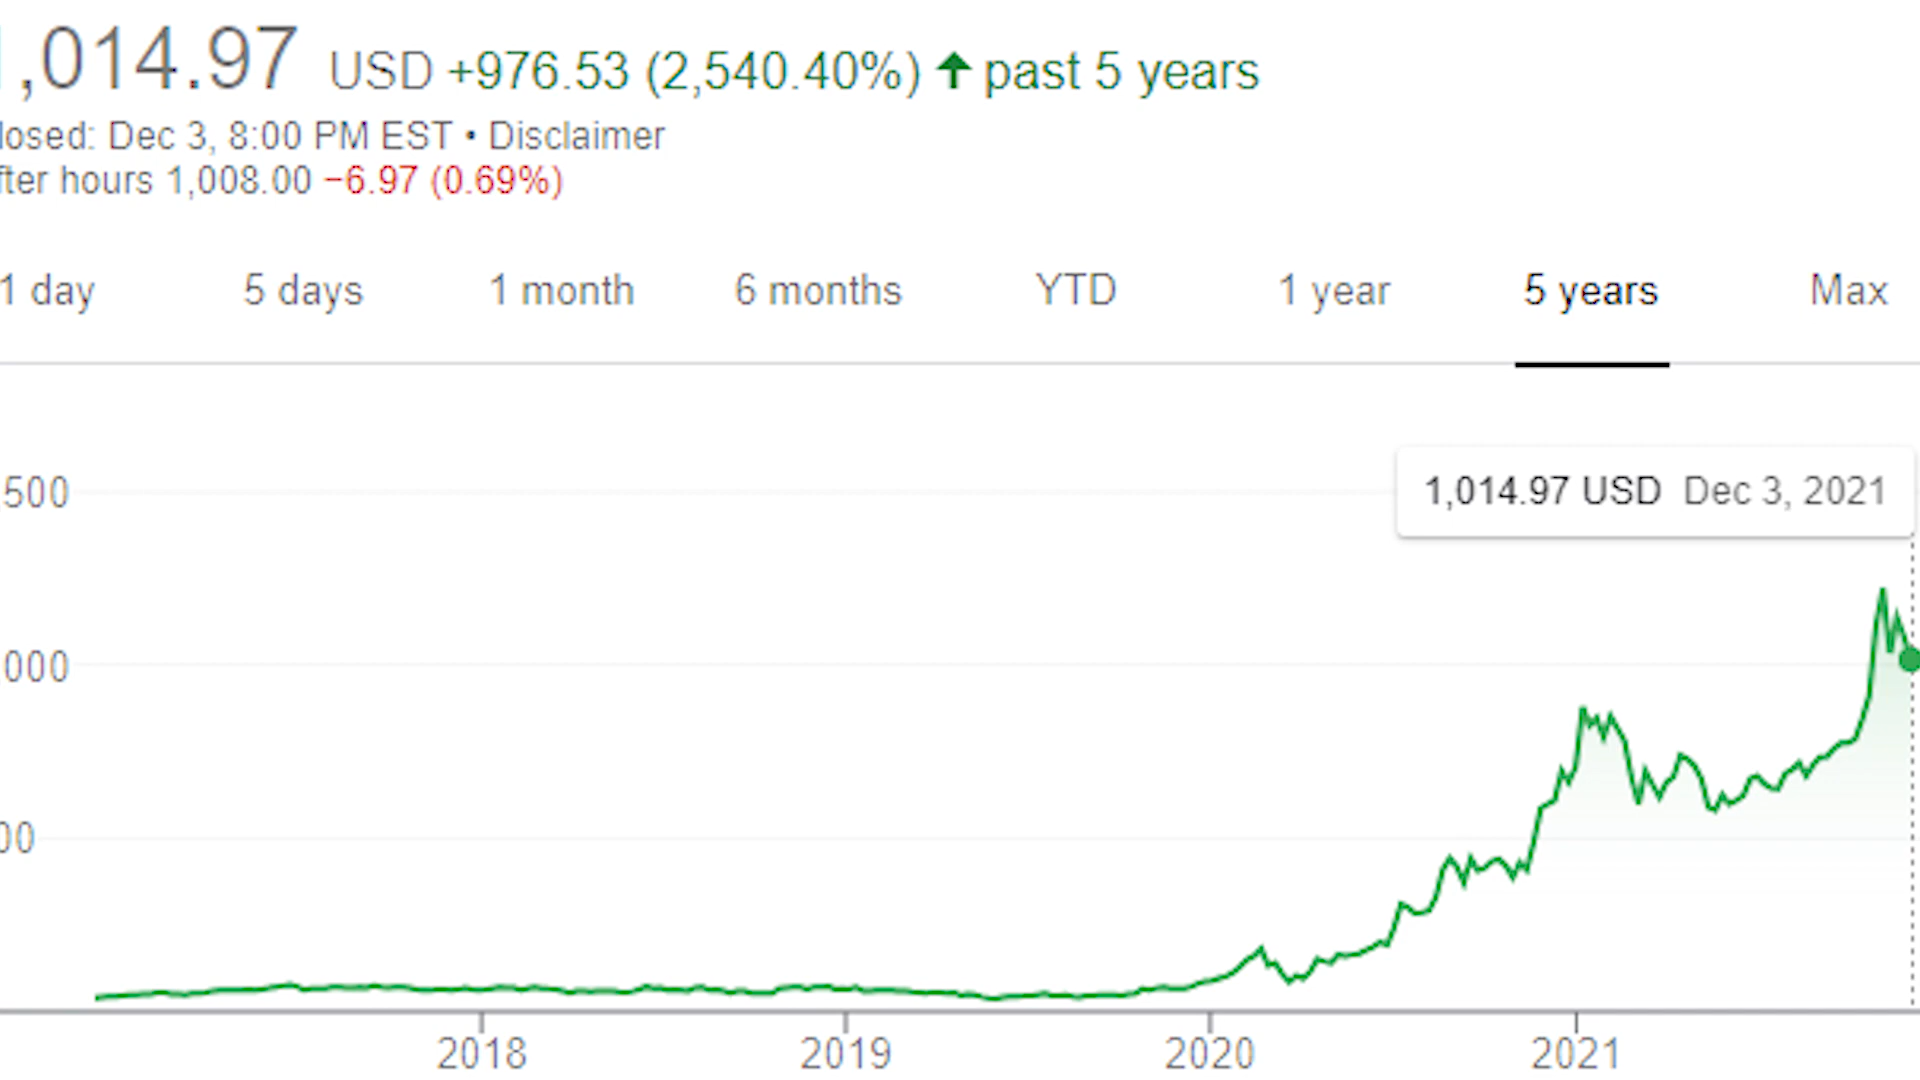 1,014.97 USD +976.53 (2,540.40%) ↑ past 5 years
losed: Dec 3, 8:00 PM EST • Disclaimer
fter hours 1,008.00 −6.97 (0.69%)
1 day 5 days 1 month 6 months YTD 1 year 5 years Max
500
1,014.97 USD Dec 3, 2021
000
00
2018 2019 2020 2021